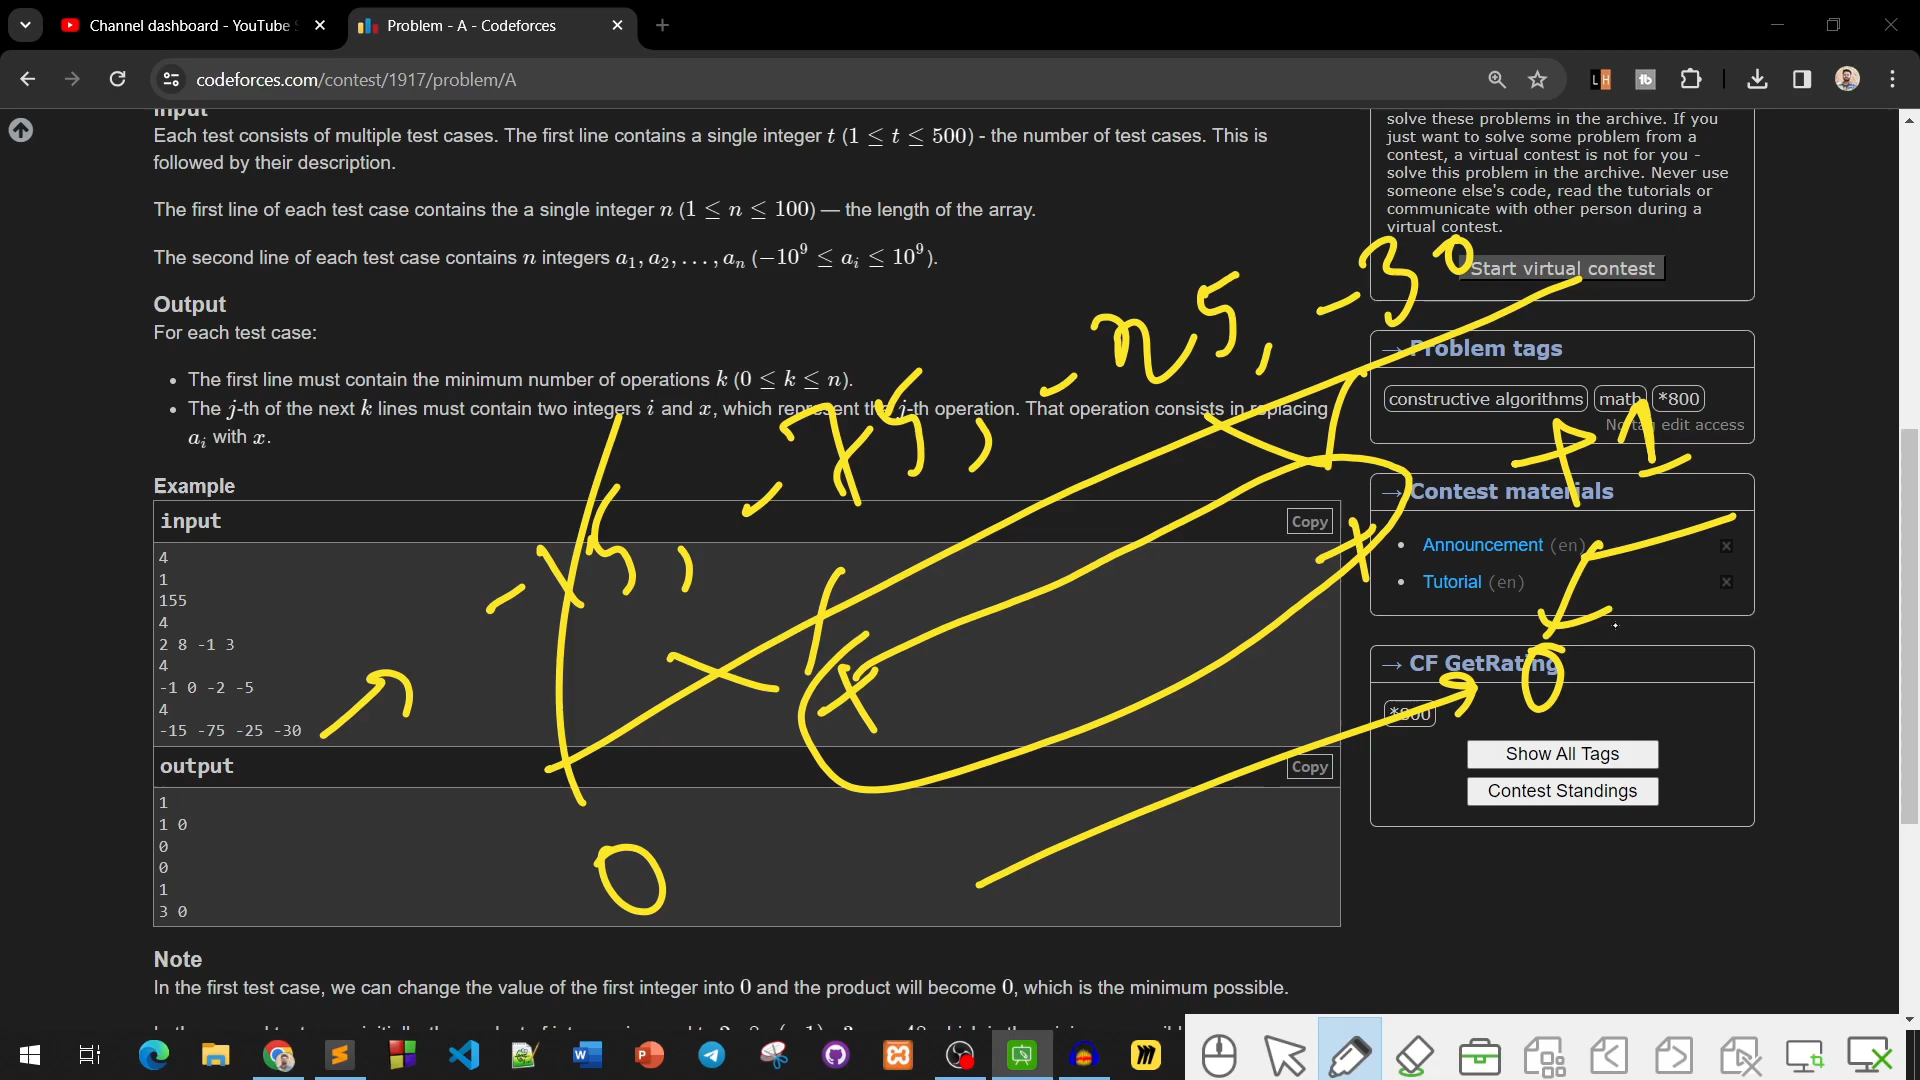 Channel dashboard - YouTube S
Problem - A - Codeforces
codeforces.com/contest/1917/problem/A
Input
Each test consists of multiple test cases. The first line contains a single integer t (1 ≤ t ≤ 500) - the number of test cases. This is
followed by their description.
The first line of each test case contains the a single integer n (1 ≤ n ≤ 100) — the length of the array.
The second line of each test case contains n integers a₁, a₂, . . . , aₙ (−10⁹ ≤ aᵢ ≤ 10⁹).
Output
For each test case:
• The first line must contain the minimum number of operations k (0 ≤ k ≤ n).
• The j-th of the next k lines must contain two integers i and x, which represent the j-th operation. That operation consists in replacing
aᵢ with x.
Example
input
Copy
4
1
155
4
2 8 -1 3
4
-1 0 -2 -5
4
-15 -75 -25 -30
output
Copy
1
1 0
0
0
1
3 0
Note
In the first test case, we can change the value of the first integer into 0 and the product will become 0, which is the minimum possible.
solve these problems in the archive. If you
just want to solve some problem from a
contest, a virtual contest is not for you -
solve this problem in the archive. Never use
someone else's code, read the tutorials or
communicate with other person during a
virtual contest.
Start virtual contest
→ Problem tags
constructive algorithms math *800
No tag edit access
→ Contest materials
• Announcement (en)
• Tutorial (en)
→ CF GetRating
*800
Show All Tags
Contest Standings
-15, -75, -25, -30
+1
0
0